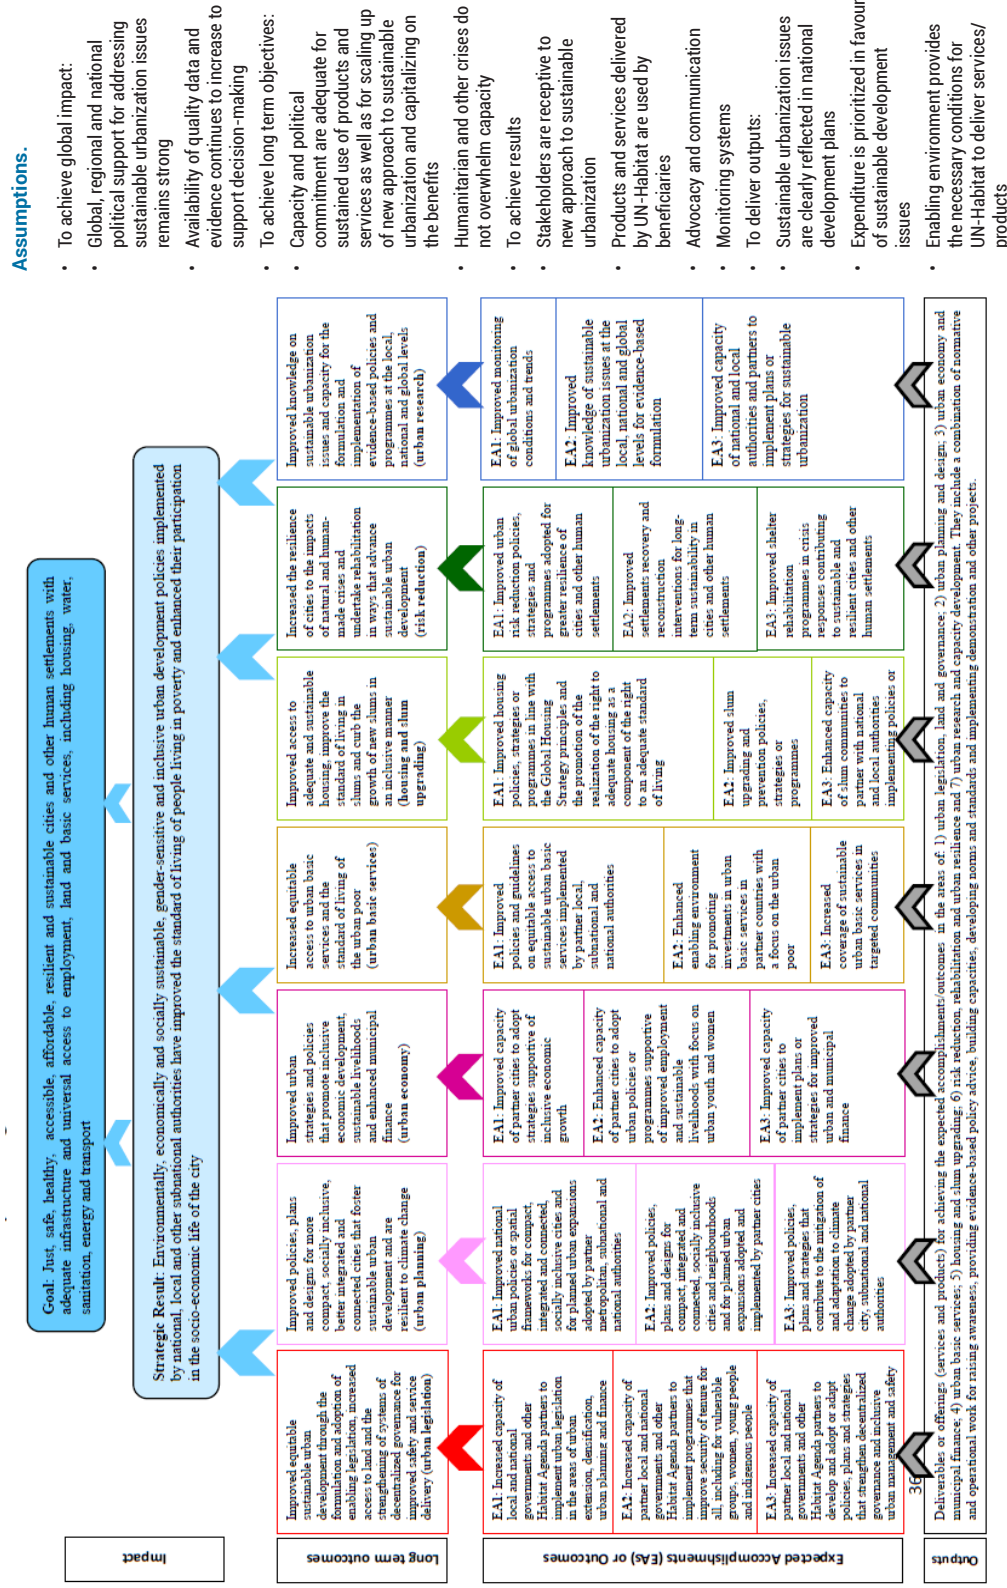 Impact
Goal: Just, safe, healthy, accessible, affordable, resilient and sustainable cities and other human settlements with
adequate infrastructure and universal access to employment, land and basic services, including housing, water,
sanitation, energy and transport
Strategic Result: Environmentally, economically and socially sustainable, gender-sensitive and inclusive urban development policies implemented
by national, local and other subnational authorities have improved the standard of living of people living in poverty and enhanced their participation
in the socio-economic life of the city
Long term outcomes
Improved equitable
sustainable urban
development through the
formulation and adoption of
enabling legislation, increased
access to land and the
strengthening of systems of
decentralized governance for
improved safety and service
delivery (urban legislation)
Improved policies, plans
and designs for more
compact, socially inclusive,
better integrated and
connected cities that foster
sustainable urban
development and are
resilient to climate change
(urban planning)
Improved urban
strategies and policies
that promote inclusive
economic development,
sustainable livelihoods
and enhanced municipal
finance
(urban economy)
Increased equitable
access to urban basic
services and the
standard of living of
the urban poor
(urban basic services)
Improved access to
adequate and sustainable
housing, improve the
standard of living in
slums and curb the
growth of new slums in
an inclusive manner
(housing and slum
upgrading)
Increased the resilience
of cities to the impacts
of natural and human-
made crises and
undertake rehabilitation
in ways that advance
sustainable urban
development
(risk reduction)
Improved knowledge on
sustainable urbanization
issues and capacity for the
formulation and
implementation of
evidence-based policies and
programmes at the local,
national and global levels
(urban research)
Expected Accomplishments (EAs) or Outcomes
EA1: Increased capacity of
local and national
governments and other
Habitat Agenda partners to
implement urban legislation
in the areas of urban
extension, densification,
urban planning and finance
EA2: Increased capacity of
partner local and national
governments and other
Habitat Agenda partners to
implement programmes that
improve security of tenure for
all, including for vulnerable
groups, women, young people
and indigenous people
EA3: Increased capacity of
partner local and national
governments and other
Habitat Agenda partners to
develop and adopt or adapt
policies, plans and strategies
that strengthen decentralized
governance and inclusive
urban management and safety
EA1: Improved national
urban policies or spatial
frameworks for compact,
integrated and connected,
socially inclusive cities and
for planned urban expansions
adopted by partner
metropolitan, subnational and
national authorities
EA2: Improved policies,
plans and designs for
compact, integrated and
connected, socially inclusive
cities and neighbourhoods
and for planned urban
expansions adopted and
implemented by partner cities
EA3: Improved policies,
plans and strategies that
contribute to the mitigation of
and adaptation to climate
change adopted by partner
city, subnational and national
authorities
EA1: Improved capacity
of partner cities to adopt
strategies supportive of
inclusive economic
growth
EA2: Enhanced capacity
of partner cities to adopt
urban policies or
programmes supportive
of improved employment
and sustainable
livelihoods with focus on
urban youth and women
EA3: Improved capacity
of partner cities to
implement plans or
strategies for improved
urban and municipal
finance
EA1: Improved
policies and guidelines
on equitable access to
sustainable urban basic
services implemented
by partner local,
subnational and
national authorities
EA2: Enhanced
enabling environment
for promoting
investments in urban
basic services in
partner countries with
a focus on the urban
poor
EA3: Increased
coverage of sustainable
urban basic services in
targeted communities
EA1: Improved housing
policies, strategies or
programmes in line with
the Global Housing
Strategy principles and
the promotion of the
realization of the right to
adequate housing as a
component of the right
to an adequate standard
of living
EA2: Improved slum
upgrading and
prevention policies,
strategies or
programmes
EA3: Enhanced capacity
of slum communities to
partner with national
and local authorities
implementing policies or
EA1: Improved urban
risk reduction policies,
strategies and
programmes adopted for
greater resilience of
cities and other human
settlements
EA2: Improved
settlements recovery and
reconstruction
interventions for long-
term sustainability in
cities and other human
settlements
EA3: Improved shelter
rehabilitation
programmes in crisis
responses contributing
to sustainable and
resilient cities and other
human settlements
EA1: Improved monitoring
of global urbanization
conditions and trends
EA2: Improved
knowledge of sustainable
urbanization issues at the
local, national and global
levels for evidence-based
formulation
EA3: Improved capacity
of national and local
authorities and partners to
implement plans or
strategies for sustainable
urbanization
36
Outputs
Deliverables or offerings (services and products) for achieving the expected accomplishments/outcomes in the areas of: 1) urban legislation, land and governance; 2) urban planning and design; 3) urban economy and
municipal finance; 4) urban basic services; 5) housing and slum upgrading; 6) risk reduction, rehabilitation and urban resilience and 7) urban research and capacity development. They include a combination of normative
and operational work for raising awareness, providing evidence-based policy advice, building capacities, developing norms and standards and implementing demonstration and other projects.
Assumptions.
• To achieve global impact:
• Global, regional and national
political support for addressing
sustainable urbanization issues
remains strong
• Availability of quality data and
evidence continues to increase to
support decision-making
• To achieve long term objectives:
• Capacity and political
commitment are adequate for
sustained use of products and
services as well as for scaling up
of new approach to sustainable
urbanization and capitalizing on
the benefits
• Humanitarian and other crises do
not overwhelm capacity
• To achieve results
• Stakeholders are receptive to
new approach to sustainable
urbanization
• Products and services delivered
by UN-Habitat are used by
beneficiaries
• Advocacy and communication
• Monitoring systems
• To deliver outputs:
• Sustainable urbanization issues
are clearly reflected in national
development plans
• Expenditure is prioritized in favour
of sustainable development
issues
• Enabling environment provides
the necessary conditions for
UN-Habitat to deliver services/
products